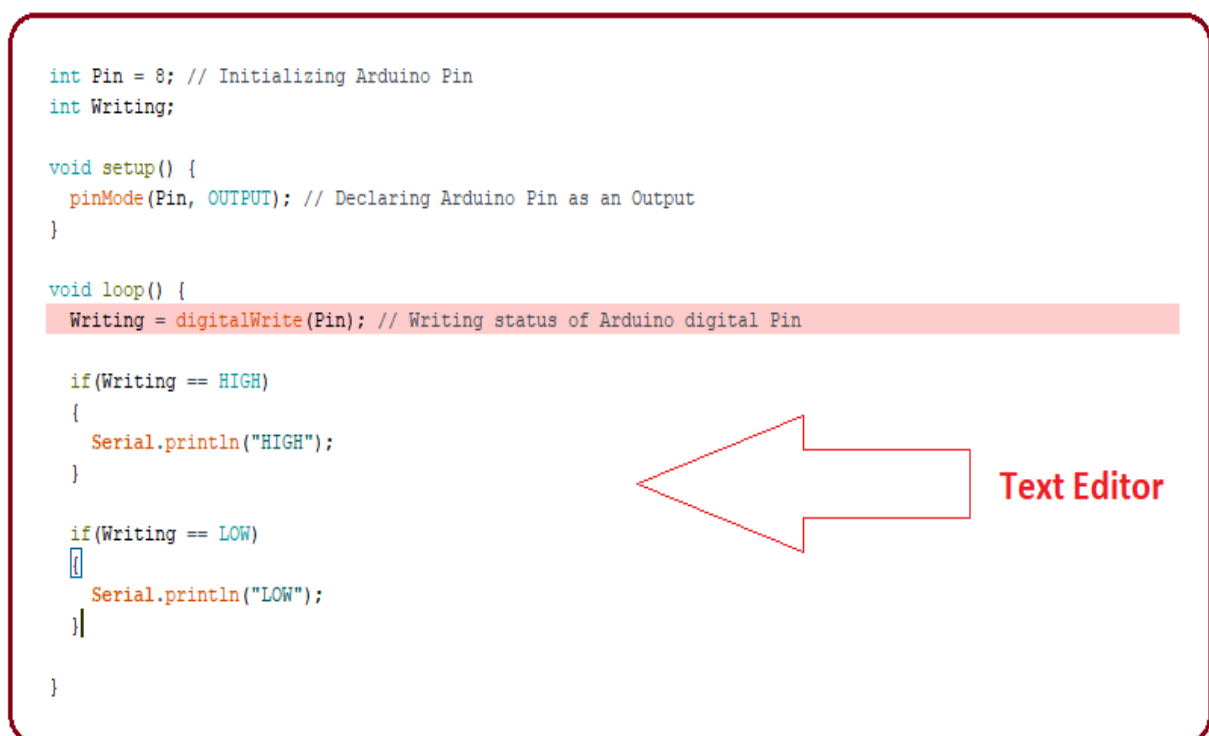 int Pin = 8; // Initializing Arduino Pin
int Writing;
void setup() {
pinMode(Pin, OUTPUT); // Declaring Arduino Pin as an Output
}
void loop() {
Writing = digitalWrite(Pin); // Writing status of Arduino digital Pin
if(Writing == HIGH)
{
Serial.println("HIGH");
}
Text Editor
if(Writing == LOW)
{
Serial.println("LOW");
}
}